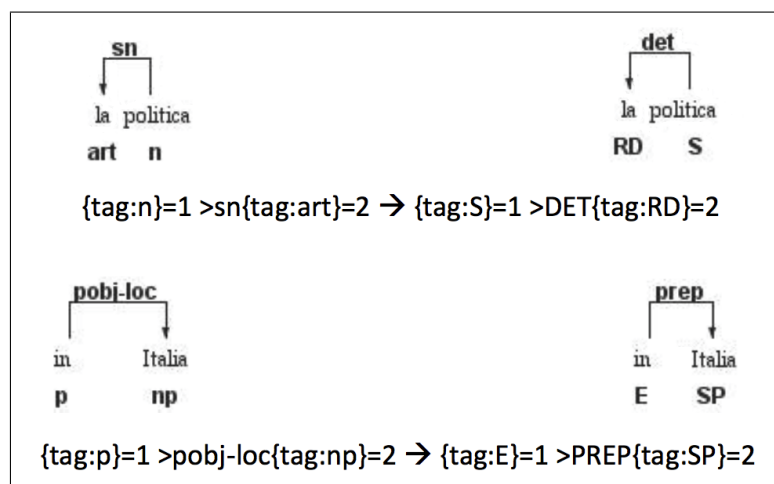 sn det
la politica la politica
art n RD S
{tag:n}=1 >sn{tag:art}=2 → {tag:S}=1 >DET{tag:RD}=2
pobj-loc prep
in Italia in Italia
p np E SP
{tag:p}=1 >pobj-loc{tag:np}=2 → {tag:E}=1 >PREP{tag:SP}=2